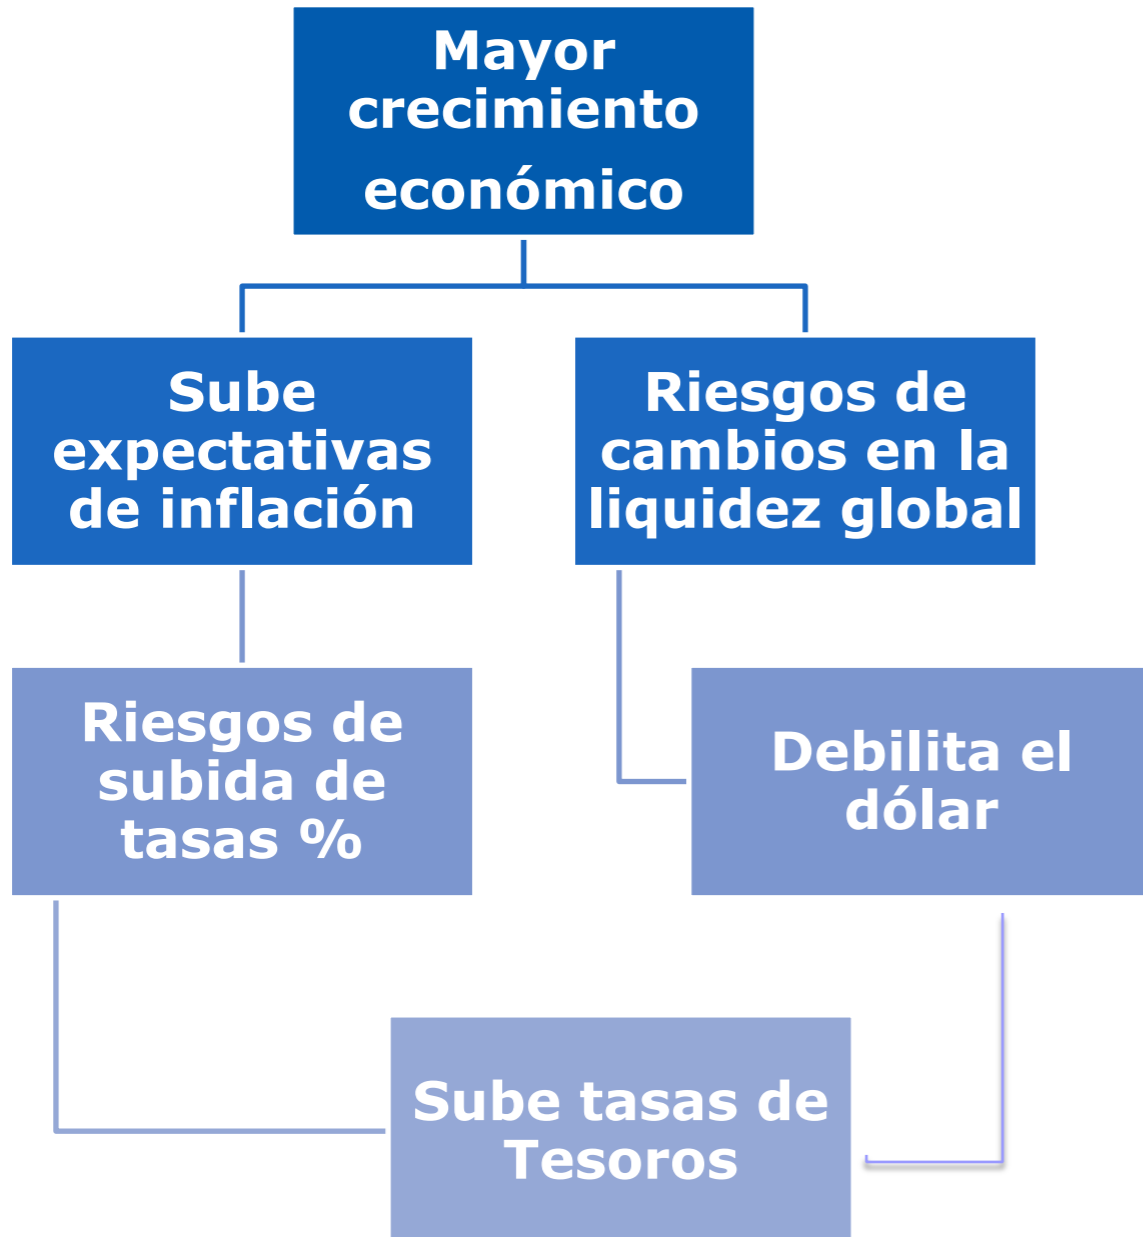 Mayor
crecimiento
económico
Sube
expectativas
de inflación
Riesgos de
cambios en la
liquidez global
Riesgos de
subida de
tasas %
Debilita el
dólar
Sube tasas de
Tesoros